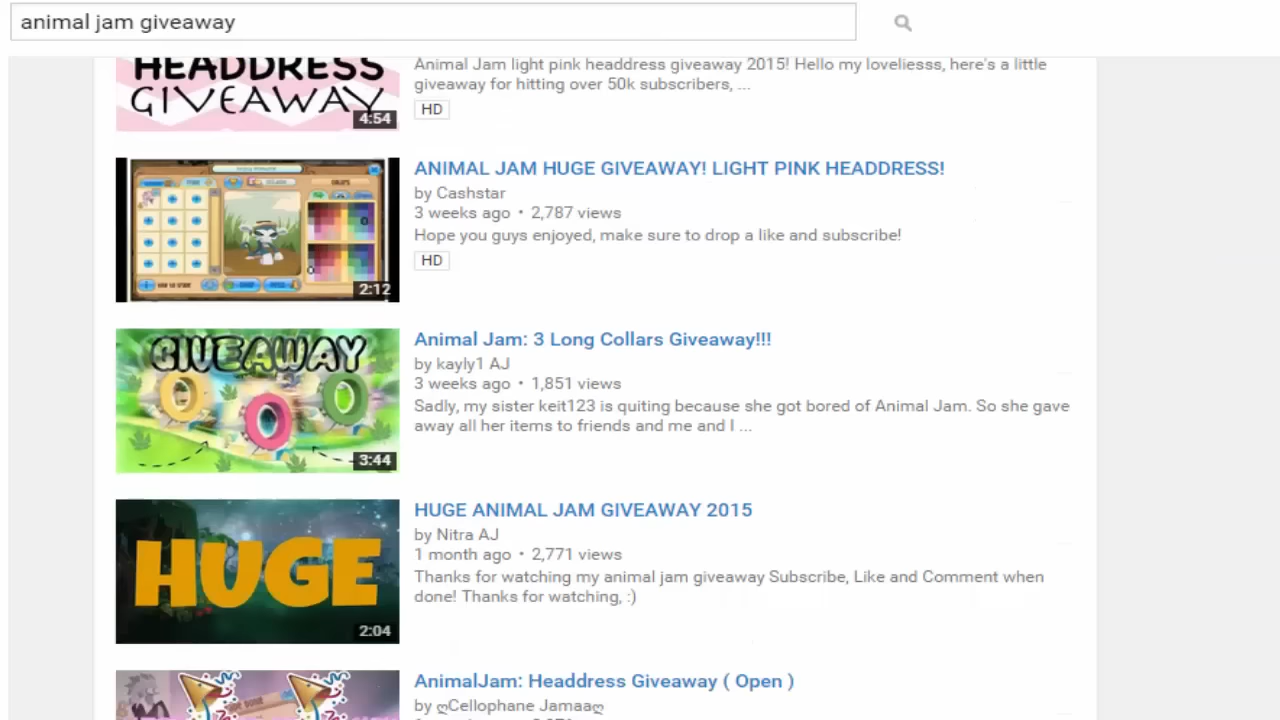 animal jam giveaway
HEADDRESS
GIVEAWAY
4:54
Animal Jam light pink headdress giveaway 2015! Hello my loveliesss, here's a little
giveaway for hitting over 50k subscribers, ...
HD
2:12
ANIMAL JAM HUGE GIVEAWAY! LIGHT PINK HEADDRESS!
by Cashstar
3 weeks ago • 2,787 views
Hope you guys enjoyed, make sure to drop a like and subscribe!
HD
GIVEAWAY
3:44
Animal Jam: 3 Long Collars Giveaway!!!
by kayly1 AJ
3 weeks ago • 1,851 views
Sadly, my sister keit123 is quiting because she got bored of Animal Jam. So she gave
away all her items to friends and me and I ...
HUGE
2:04
HUGE ANIMAL JAM GIVEAWAY 2015
by Nitra AJ
1 month ago • 2,771 views
Thanks for watching my animal jam giveaway Subscribe, Like and Comment when
done! Thanks for watching, :)
AnimalJam: Headdress Giveaway ( Open )
by ღCellophane Jamaaღ